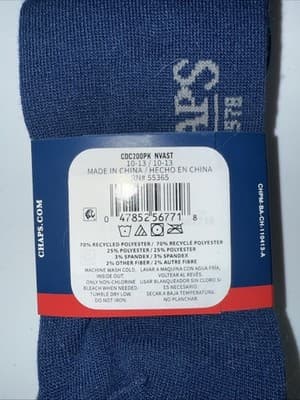 CHAPS
1978
CDC200PK NVAST
10-13 / 10-13
MADE IN CHINA / HECHO EN CHINA
RN# 55365
0 47852 56771 8
70% RECYCLED POLYESTER / 70% RECYCLE POLYESTER
25% POLYESTER / 25% POLYESTER
3% SPANDEX / 3% SPANDEX
2% OTHER FIBER / 2% AUTRE FIBRE
MACHINE WASH COLD, LAVAR A MAQUINA CON AGUA FRIA,
INSIDE OUT. VOLTEAR AL REVES.
ONLY NON-CHLORINE USAR BLANQUEADOR SIN CLORO SI
BLEACH WHEN NEEDED. ES NECESARIO.
TUMBLE DRY LOW. SECAR A BAJA TEMPERATURA.
DO NOT IRON. NO PLANCHAR.
CHAPS.COM